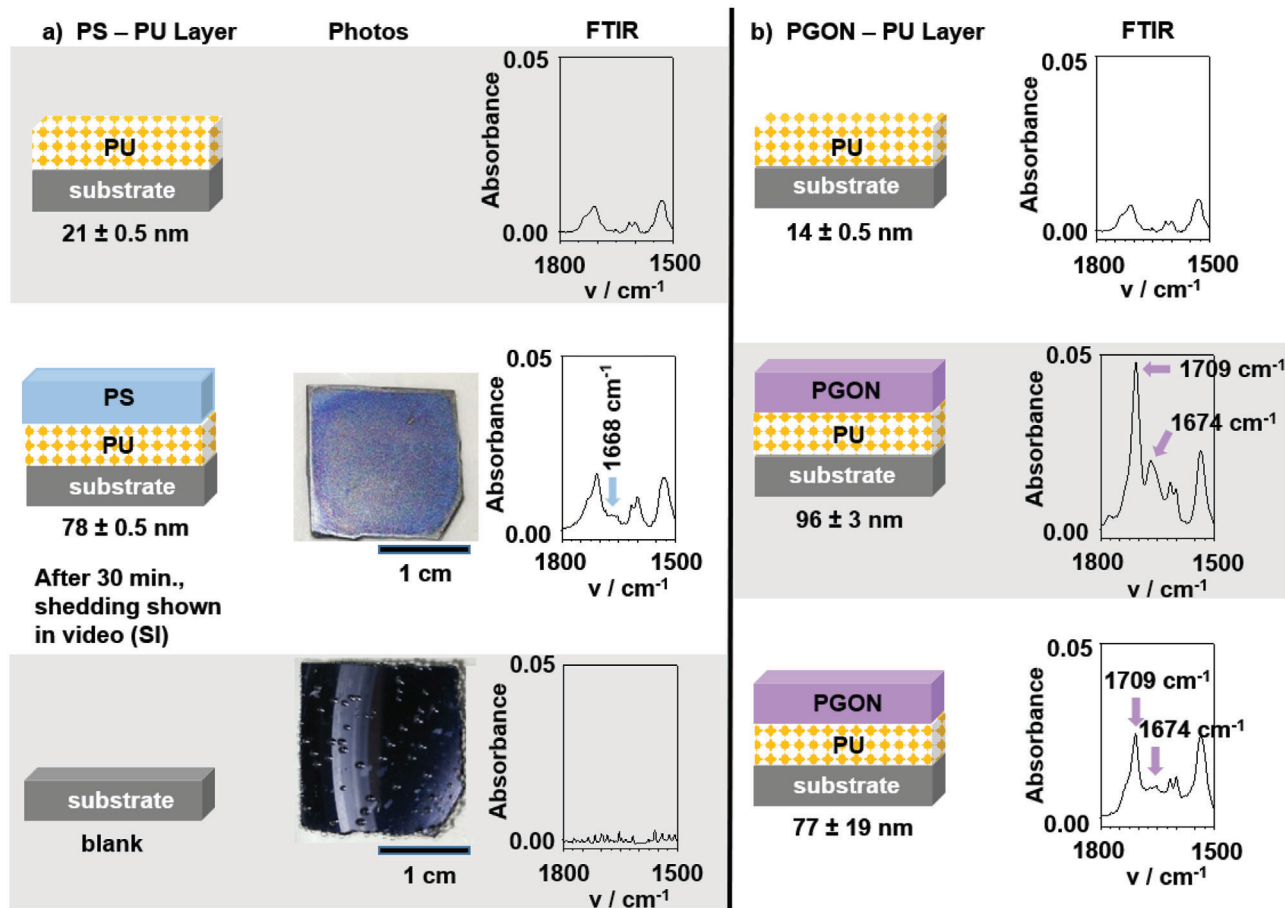 a) PS – PU Layer
Photos
FTIR
PU
substrate
21 ± 0.5 nm
Absorbance
0.05
0.00
1800
1500
ν / cm-1
PS
PU
substrate
78 ± 0.5 nm
After 30 min.,
shedding shown
in video (SI)
1 cm
Absorbance
0.05
0.00
1668 cm-1
1800
1500
ν / cm-1
substrate
blank
1 cm
Absorbance
0.05
0.00
1800
1500
ν / cm-1
b) PGON – PU Layer
FTIR
PU
substrate
14 ± 0.5 nm
Absorbance
0.05
0.00
1800
1500
ν / cm-1
PGON
PU
substrate
96 ± 3 nm
Absorbance
0.05
0.00
1709 cm-1
1674 cm-1
1800
1500
ν / cm-1
PGON
PU
substrate
77 ± 19 nm
Absorbance
0.05
0.00
1709 cm-1
1674 cm-1
1800
1500
ν / cm-1